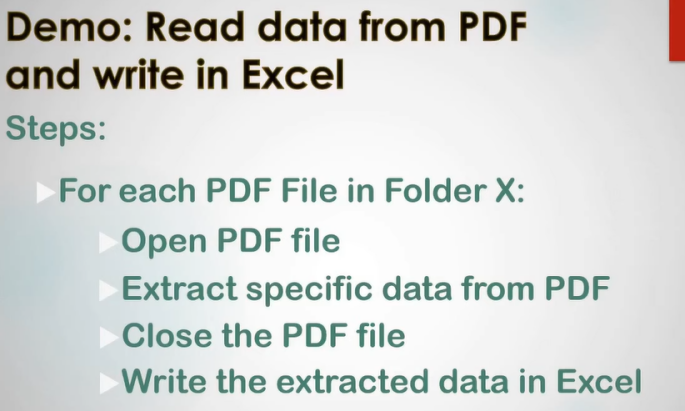 Demo: Read data from PDF
and write in Excel
Steps:
For each PDF File in Folder X:
Open PDF file
Extract specific data from PDF
Close the PDF file
Write the extracted data in Excel